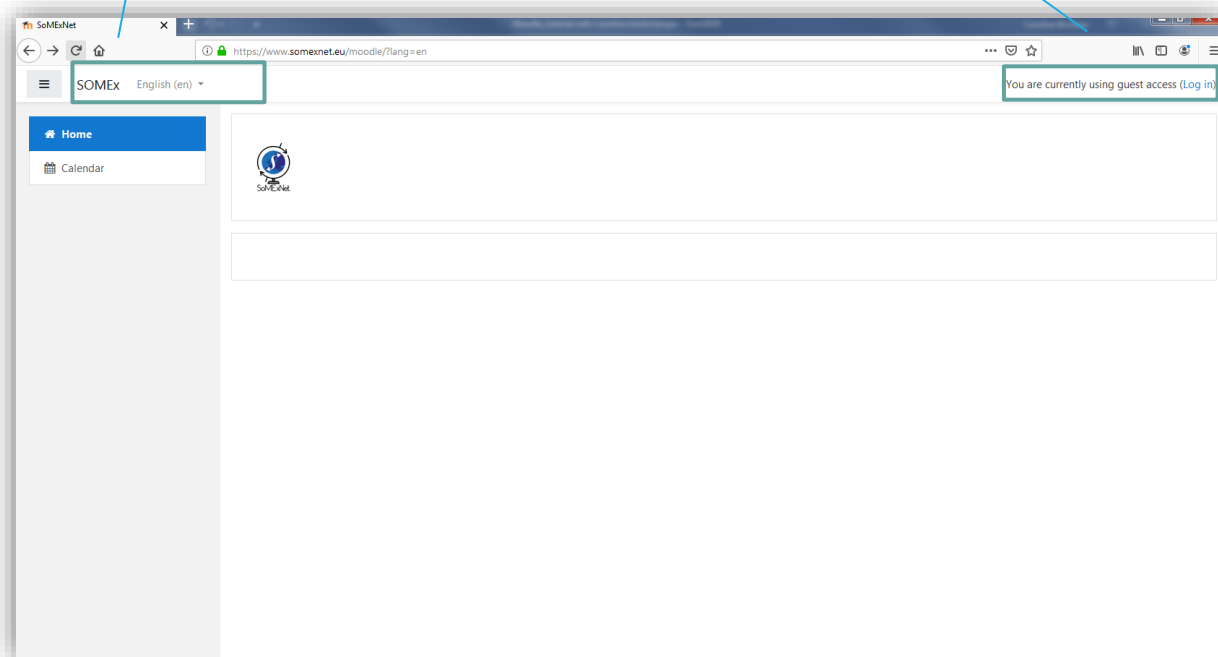 SoMExNet
https://www.somexnet.eu/moodle/?lang=en
SOMEx English (en)
You are currently using guest access (Log in)
Home
Calendar
SoMExNet